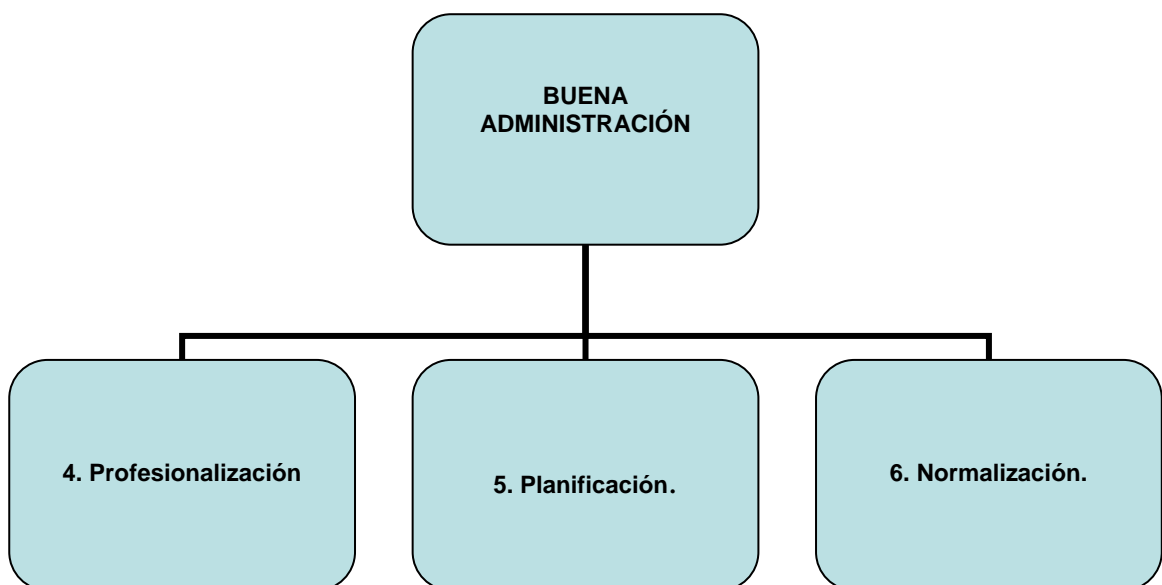 BUENA
ADMINISTRACIÓN
4. Profesionalización
5. Planificación.
6. Normalización.